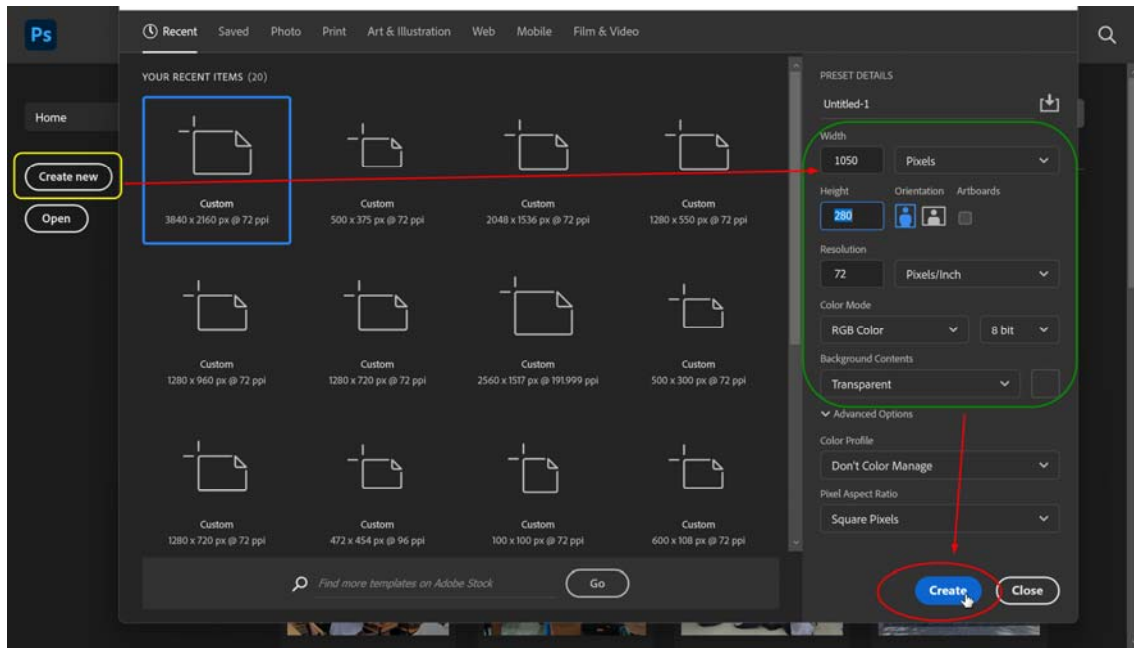 Ps
Recent Saved Photo Print Art & Illustration Web Mobile Film & Video
Home
Create new
Open
YOUR RECENT ITEMS (20)
Custom
3840 x 2160 px @ 72 ppi
Custom
500 x 375 px @ 72 ppi
Custom
2048 x 1536 px @ 72 ppi
Custom
1280 x 550 px @ 72 ppi
Custom
1280 x 960 px @ 72 ppi
Custom
1280 x 720 px @ 72 ppi
Custom
2560 x 1517 px @ 191.999 ppi
Custom
500 x 300 px @ 72 ppi
Custom
1280 x 720 px @ 72 ppi
Custom
472 x 454 px @ 96 ppi
Custom
100 x 100 px @ 72 ppi
Custom
600 x 108 px @ 72 ppi
Find more templates on Adobe Stock
Go
PRESET DETAILS
Untitled-1
Width
1050 Pixels
Height Orientation Artboards
280
Resolution
72 Pixels/Inch
Color Mode
RGB Color 8 bit
Background Contents
Transparent
Advanced Options
Color Profile
Don't Color Manage
Pixel Aspect Ratio
Square Pixels
Create Close